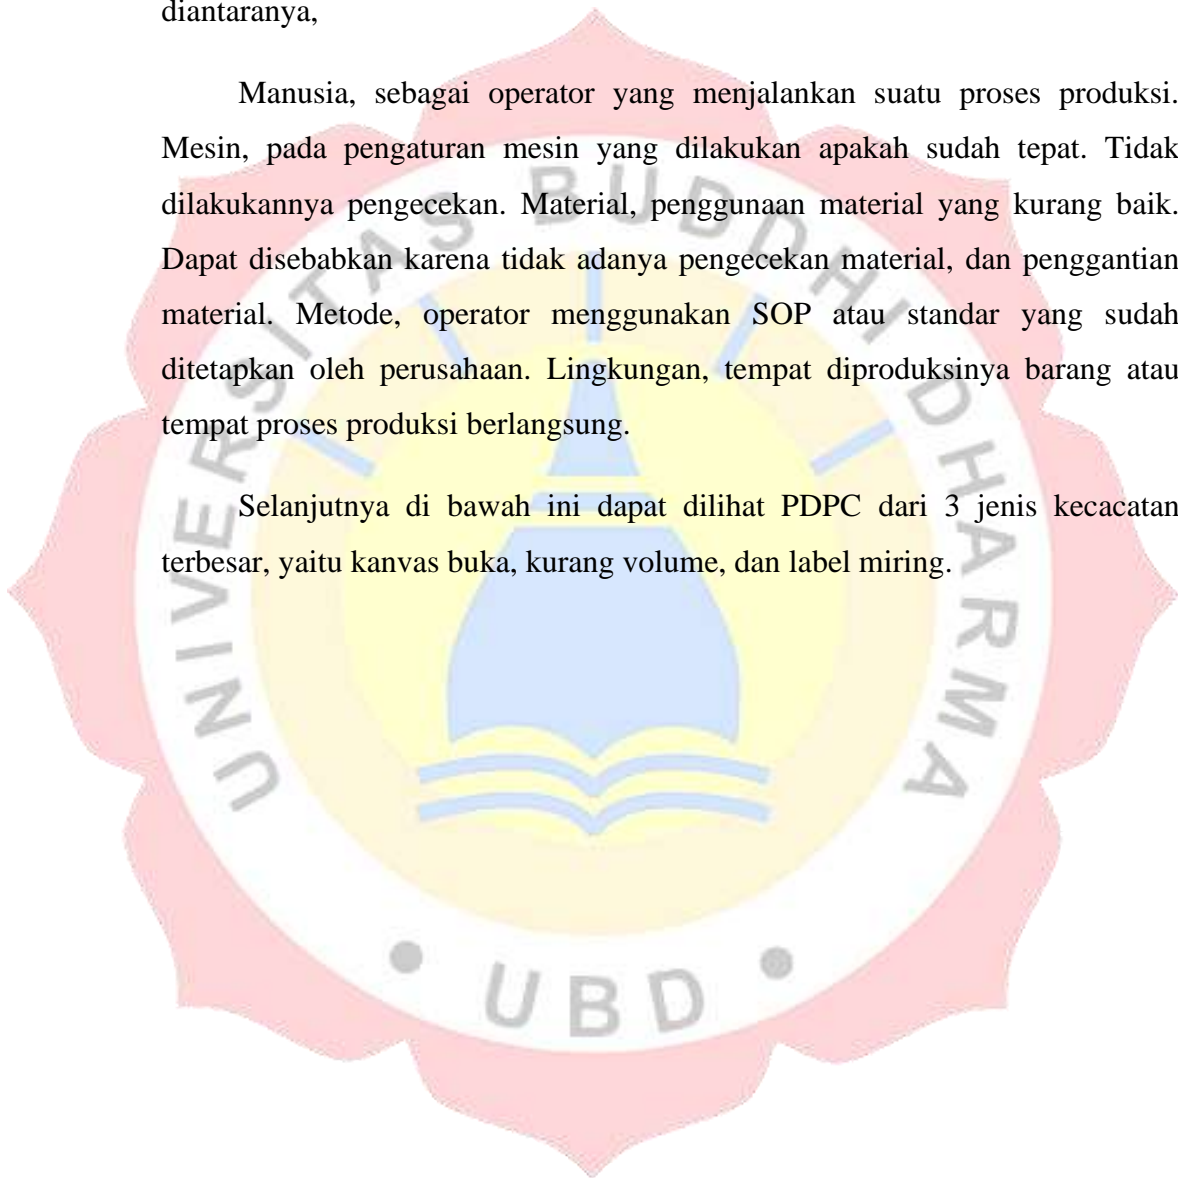 diantaranya,
Manusia, sebagai operator yang menjalankan suatu proses produksi.
Mesin, pada pengaturan mesin yang dilakukan apakah sudah tepat. Tidak
dilakukannya pengecekan. Material, penggunaan material yang kurang baik.
Dapat disebabkan karena tidak adanya pengecekan material, dan penggantian
material. Metode, operator menggunakan SOP atau standar yang sudah
ditetapkan oleh perusahaan. Lingkungan, tempat diproduksinya barang atau
tempat proses produksi berlangsung.
Selanjutnya di bawah ini dapat dilihat PDPC dari 3 jenis kecacatan
terbesar, yaitu kanvas buka, kurang volume, dan label miring.
UNIVERSITAS BUDDHI DHARMA
• UBD •